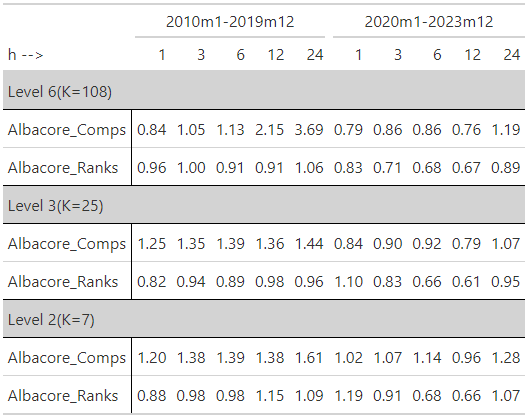 2010m1-2019m12 2020m1-2023m12
h --> 1 3 6 12 24 1 3 6 12 24
Level 6(K=108)
Albacore_Comps 0.84 1.05 1.13 2.15 3.69 0.79 0.86 0.86 0.76 1.19
Albacore_Ranks 0.96 1.00 0.91 0.91 1.06 0.83 0.71 0.68 0.67 0.89
Level 3(K=25)
Albacore_Comps 1.25 1.35 1.39 1.36 1.44 0.84 0.90 0.92 0.79 1.07
Albacore_Ranks 0.82 0.94 0.89 0.98 0.96 1.10 0.83 0.66 0.61 0.95
Level 2(K=7)
Albacore_Comps 1.20 1.38 1.39 1.38 1.61 1.02 1.07 1.14 0.96 1.28
Albacore_Ranks 0.88 0.98 0.98 1.15 1.09 1.19 0.91 0.68 0.66 1.07